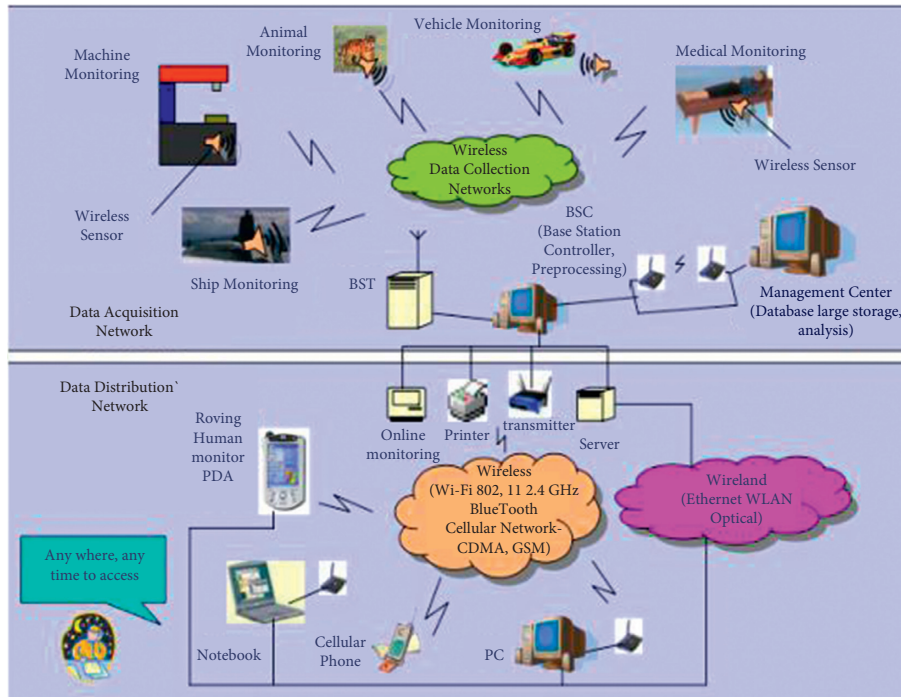 Machine
Monitoring
Animal
Monitoring
Vehicle Monitoring
Medical Monitoring
Wireless
Data Collection
Networks
Wireless Sensor
Wireless
Sensor
Ship Monitoring
BST
BSC
(Base Station
Controller,
Preprocessing)
Management Center
(Database large storage,
analysis)
Data Acquisition
Network
Data Distribution`
Network
Online
monitoring
Printer
transmitter
Server
Roving
Human
monitor
PDA
Wireless
(Wi-Fi 802, 11 2.4 GHz
BlueTooth
Cellular Network-
CDMA, GSM)
Wireland
(Ethernet WLAN
Optical)
Any where, any
time to access
Notebook
Cellular
Phone
PC